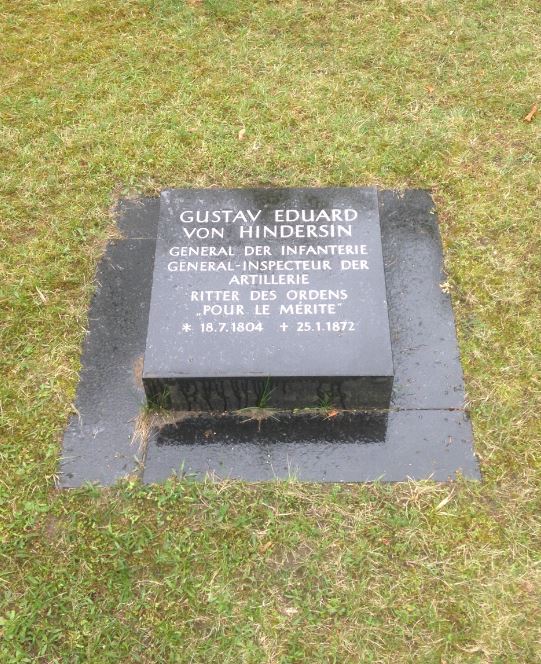 GUSTAV EDUARD
VON HINDERSIN
GENERAL DER INFANTERIE
GENERAL-INSPECTEUR DER
ARTILLERIE
RITTER DES ORDENS
„POUR LE MÉRITE"
* 18.7.1804 + 25.1.1872